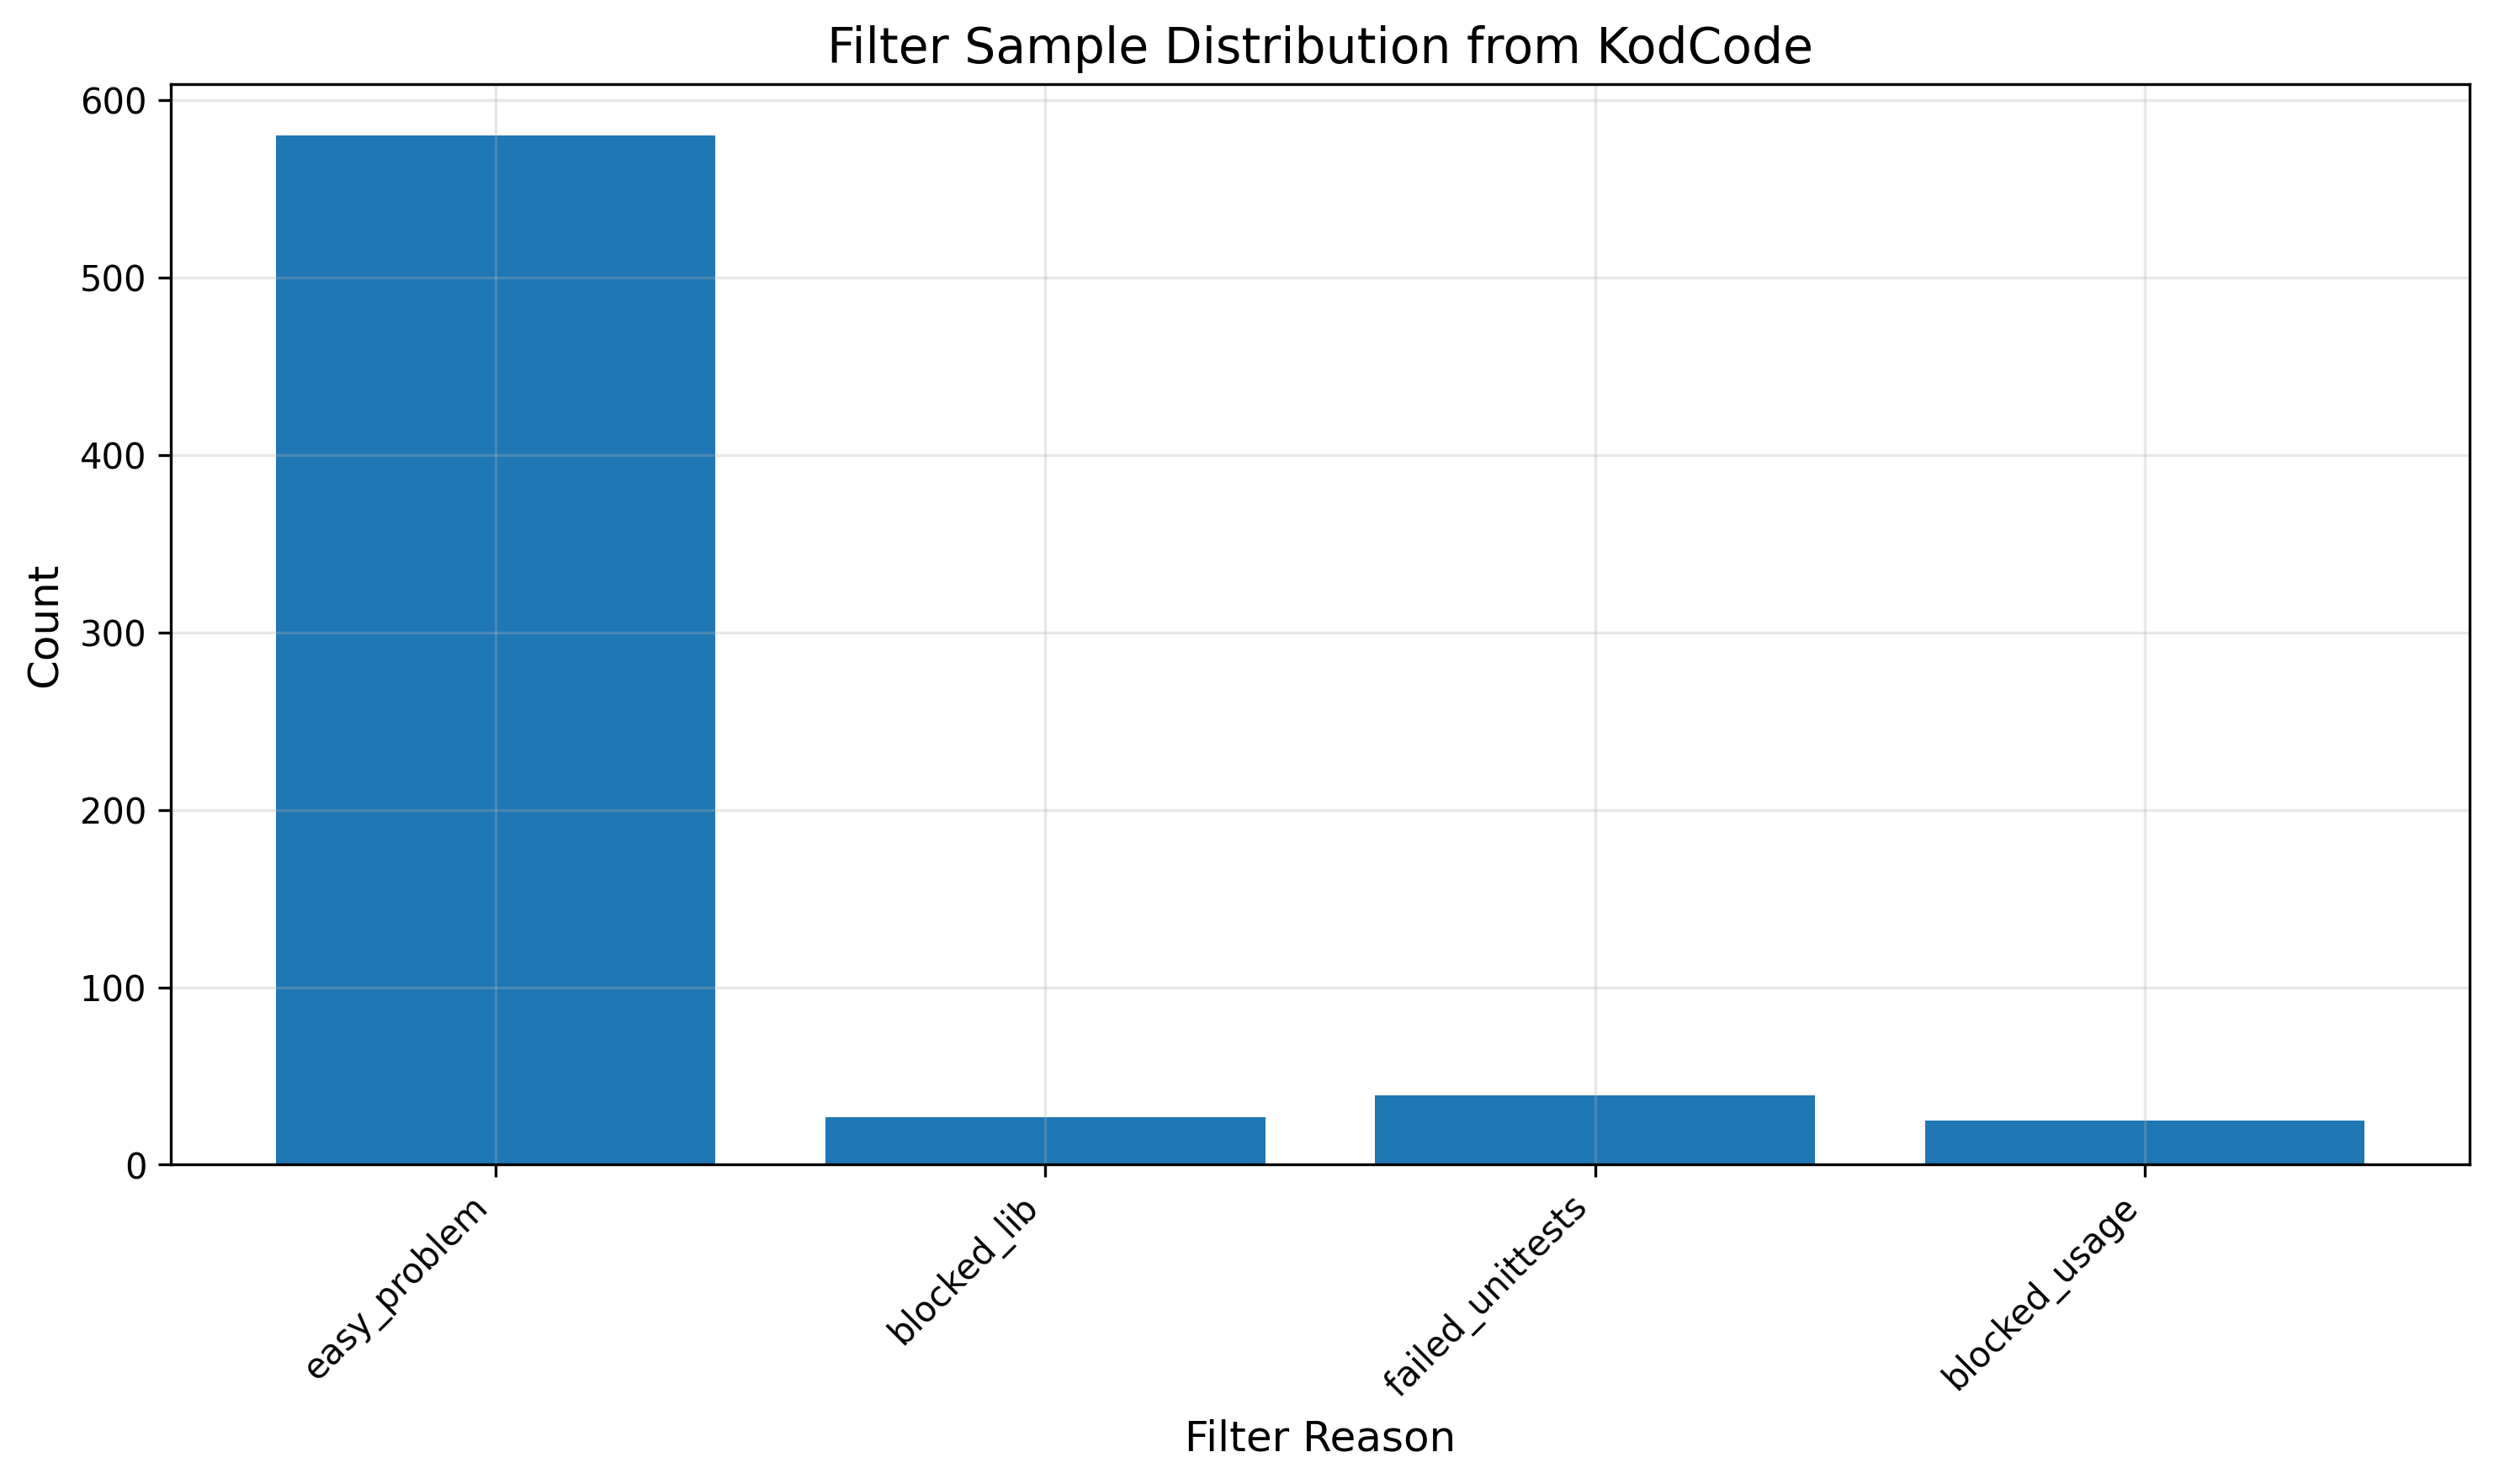 Filter Sample Distribution from KodCode
600
500
400
300
200
100
0
Count
easy_problem
blocked_lib
failed_unittests
blocked_usage
Filter Reason